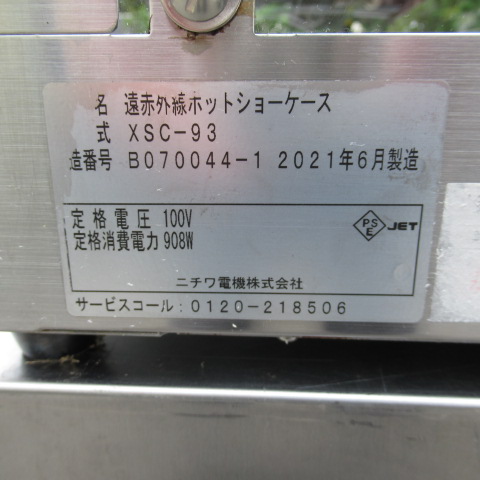 名 遠赤外線ホットショーケース
式 XSC-93
造番号 B070044-1 2021年6月製造
定格電圧 100V
定格消費電力 908W
PSE JET
ニチワ電機株式会社
サービスコール:0120-218506